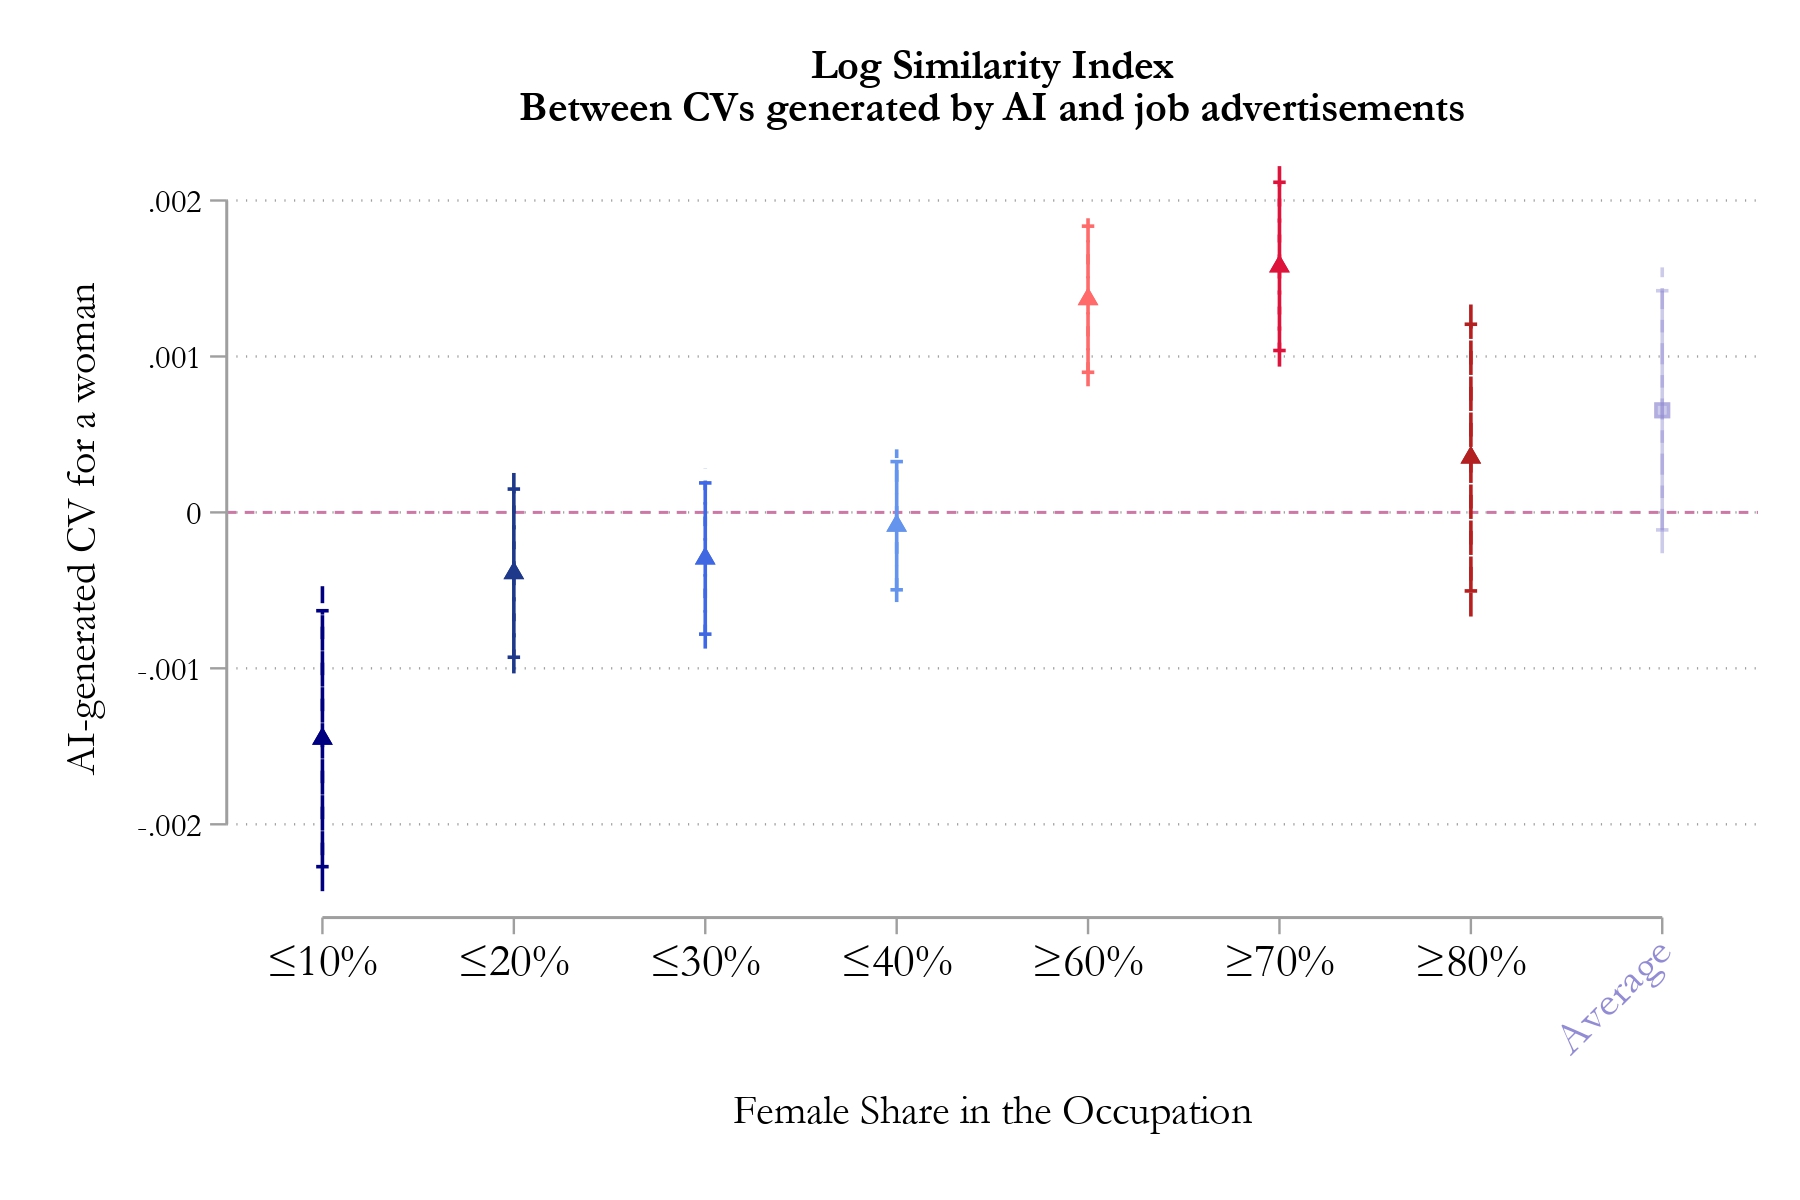 Log Similarity Index
Between CVs generated by AI and job advertisements
AI-generated CV for a woman
.002
.001
0
-.001
-.002
≤10% ≤20% ≤30% ≤40% ≥60% ≥70% ≥80% Average
Female Share in the Occupation